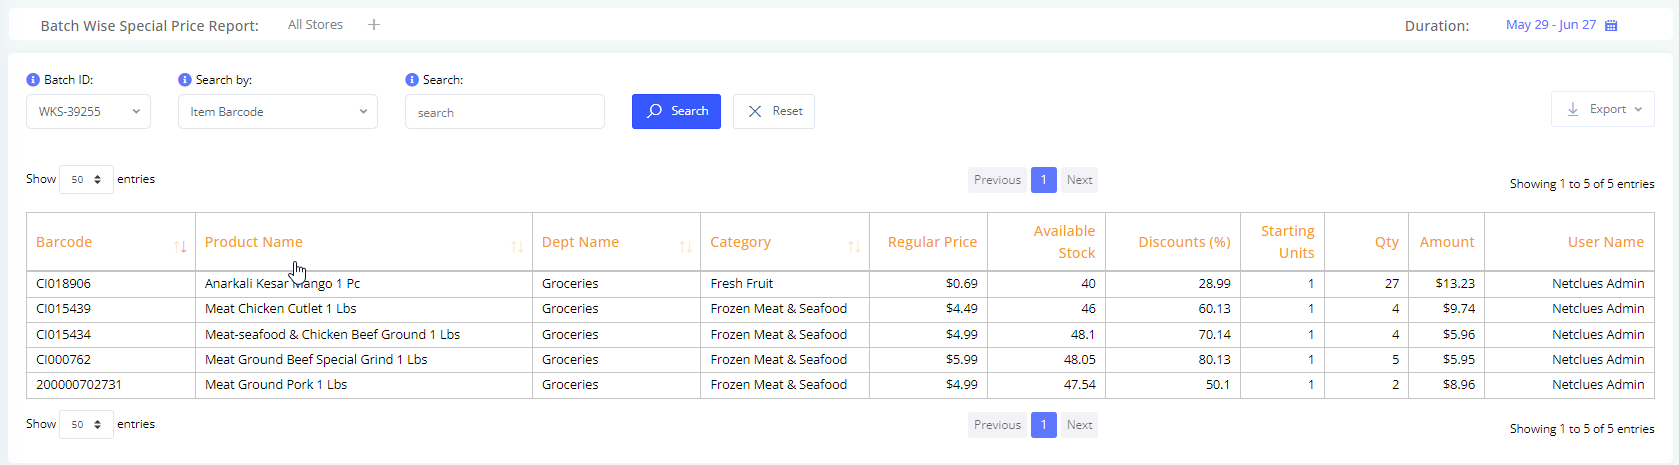 Batch Wise Special Price Report: All Stores + Duration: May 29 - Jun 27
Batch ID: Search by: Search:
WKS-39255 Item Barcode search Search Reset Export
Show 50 entries Previous 1 Next Showing 1 to 5 of 5 entries
Barcode Product Name Dept Name Category Regular Price Available Stock Discounts (%) Starting Units Qty Amount User Name
CI018906 Anarkali Kesar Mango 1 Pc Groceries Fresh Fruit $0.69 40 28.99 1 27 $13.23 Netclues Admin
CI015439 Meat Chicken Cutlet 1 Lbs Groceries Frozen Meat & Seafood $4.49 46 60.13 1 4 $9.74 Netclues Admin
CI015434 Meat-seafood & Chicken Beef Ground 1 Lbs Groceries Frozen Meat & Seafood $4.99 48.1 70.14 1 4 $5.96 Netclues Admin
CI000762 Meat Ground Beef Special Grind 1 Lbs Groceries Frozen Meat & Seafood $5.99 48.05 80.13 1 5 $5.95 Netclues Admin
200000702731 Meat Ground Pork 1 Lbs Groceries Frozen Meat & Seafood $4.99 47.54 50.1 1 2 $8.96 Netclues Admin
Show 50 entries Previous 1 Next Showing 1 to 5 of 5 entries